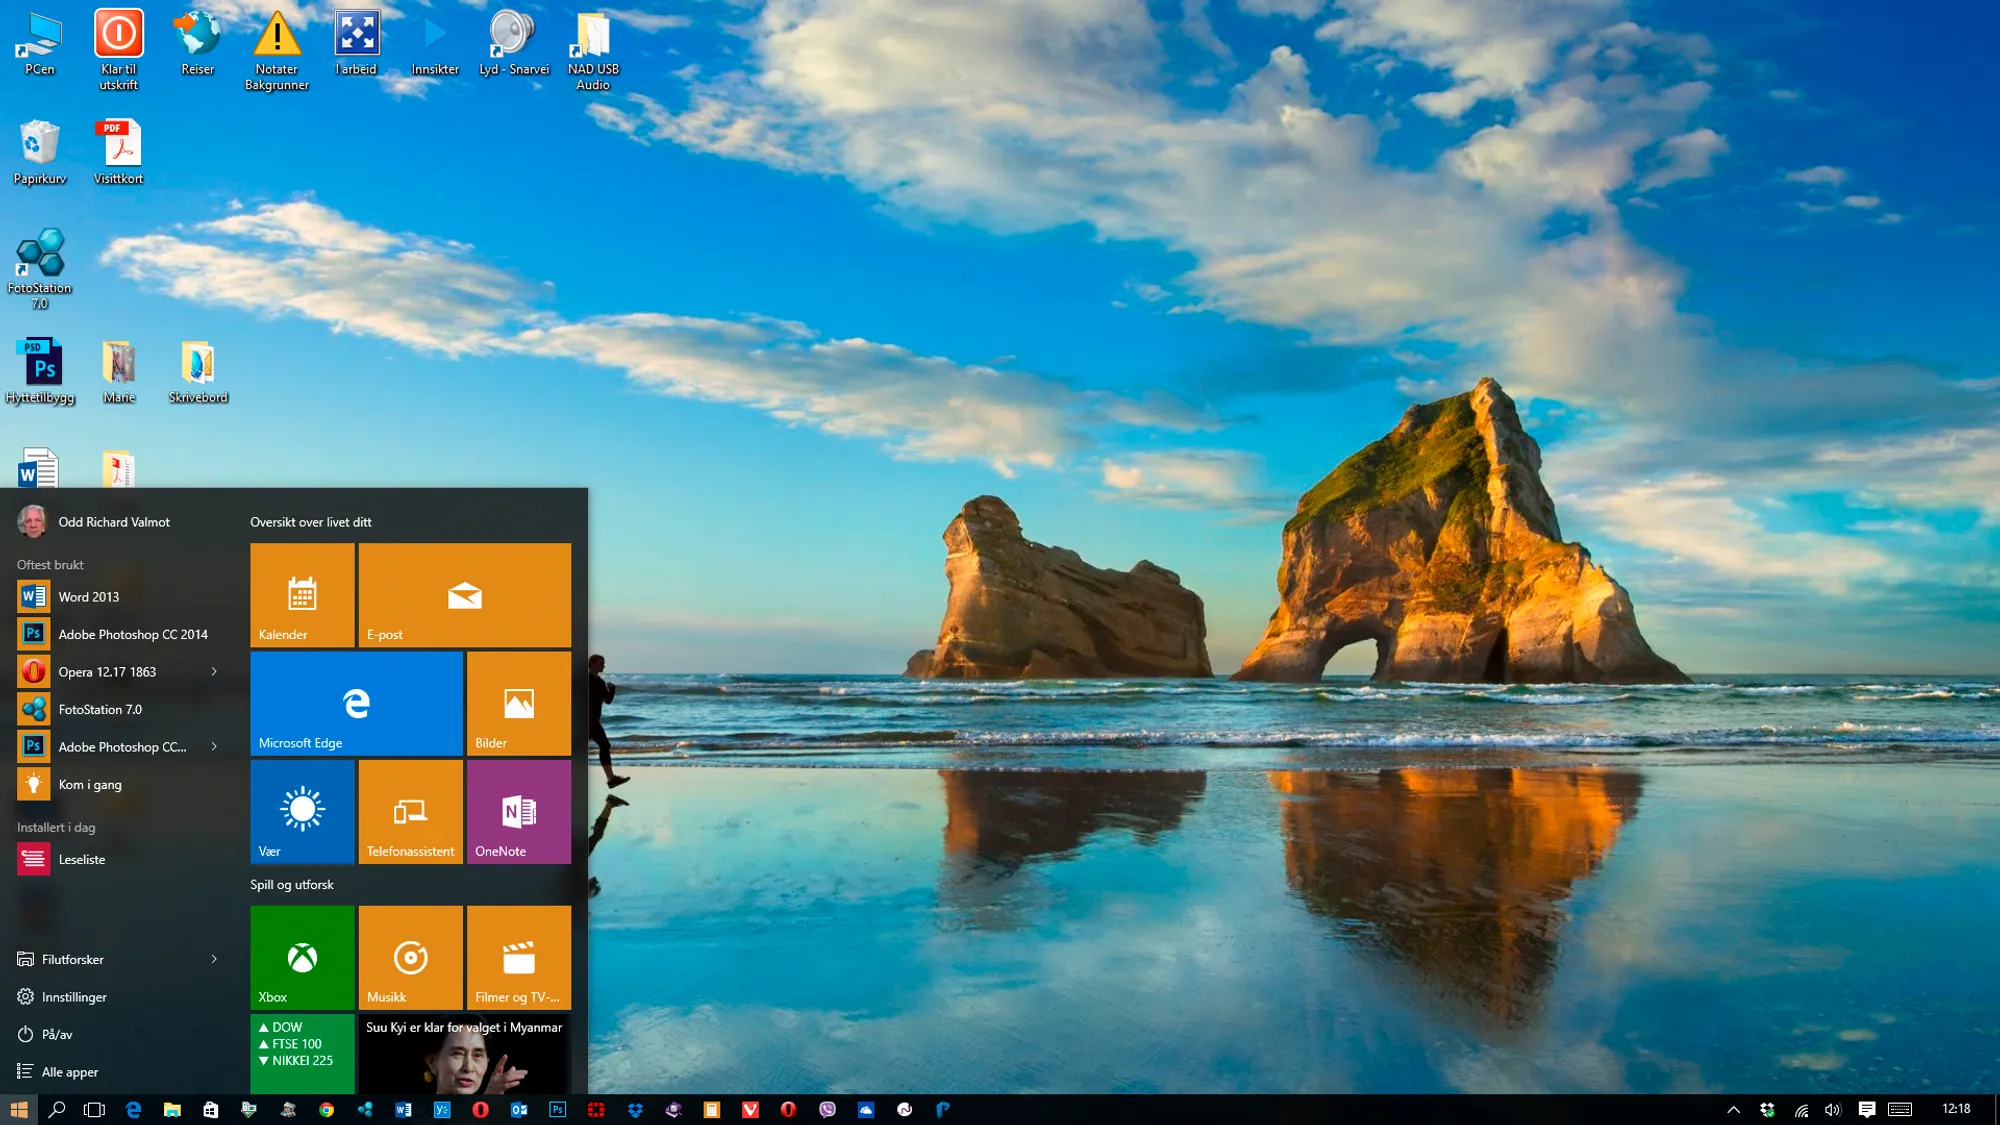 PCen
Klar til
utskrift
Reiser
Notater
Bakgrunner
I arbeid
Innsikter
Lyd - Snarvei
NAD USB
Audio
PDF
Papirkurv
Visittkort
FotoStation
7.0
PSD
Ps
Hyttetilbygg
Marie
Skrivebord
W
Odd Richard Valmot
Oftest brukt
Word 2013
Adobe Photoshop CC 2014
Opera 12.17 1863
FotoStation 7.0
Adobe Photoshop CC...
Kom i gang
Installert i dag
Leseliste
Filutforsker
Innstillinger
På/av
Alle apper
Oversikt over livet ditt
Kalender
E-post
Microsoft Edge
Bilder
Vær
Telefonassistent
OneNote
Spill og utforsk
Xbox
Musikk
Filmer og TV-...
▲ DOW
▲ FTSE 100
▼ NIKKEI 225
Suu Kyi er klar for valget i Myanmar
12:18